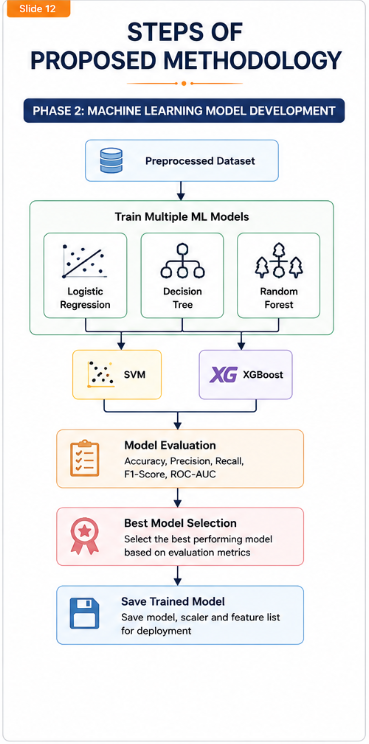 Slide 12
STEPS OF
PROPOSED METHODOLOGY
PHASE 2: MACHINE LEARNING MODEL DEVELOPMENT
Preprocessed Dataset
Train Multiple ML Models
Logistic
Regression
Decision
Tree
Random
Forest
SVM
XG XGBoost
Model Evaluation
Accuracy, Precision, Recall,
F1-Score, ROC-AUC
Best Model Selection
Select the best performing model
based on evaluation metrics
Save Trained Model
Save model, scaler and feature list
for deployment